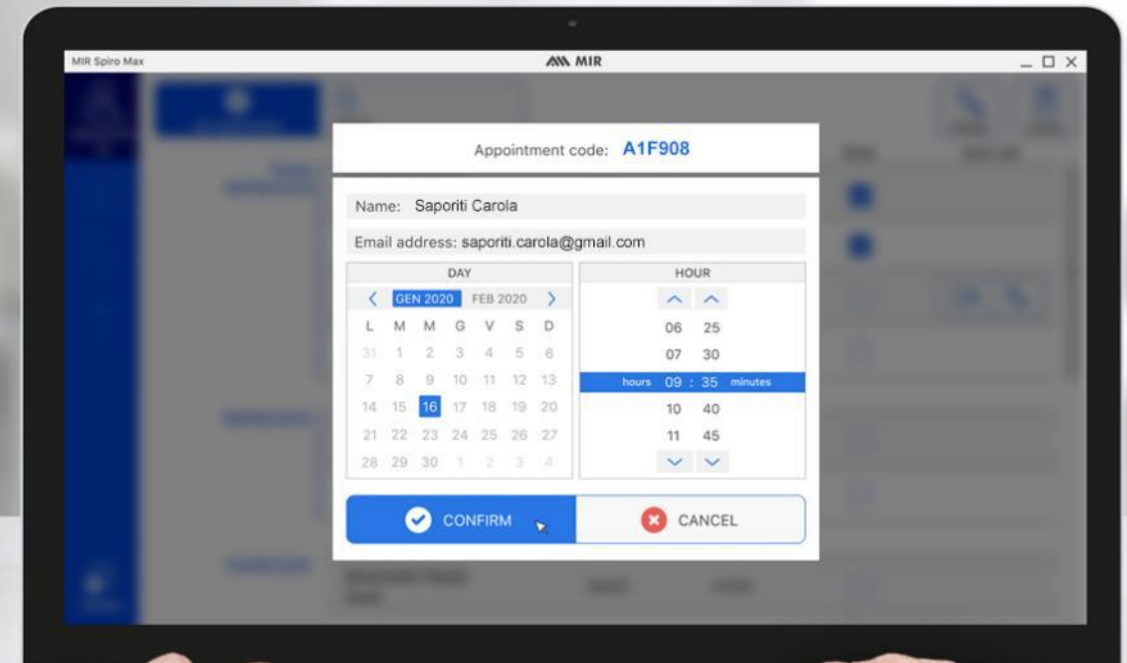 MIR Spiro Max
MIR
Appointment code: A1F908
Name: Saporiti Carola
Email address: saporiti.carola@gmail.com
DAY
GEN 2020 FEB 2020
L M M G V S D
31 1 2 3 4 5 6
7 8 9 10 11 12 13
14 15 16 17 18 19 20
21 22 23 24 25 26 27
28 29 30 1 2 3 4
HOUR
06 25
07 30
hours 09 : 35 minutes
10 40
11 45
CONFIRM
CANCEL